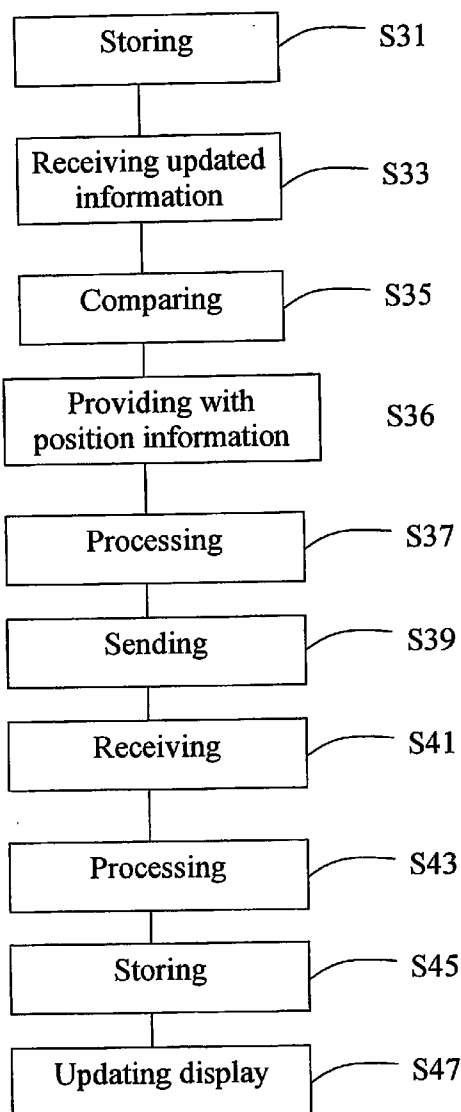 Storing S31
Receiving updated
information S33
Comparing S35
Providing with
position information S36
Processing S37
Sending S39
Receiving S41
Processing S43
Storing S45
Updating display S47